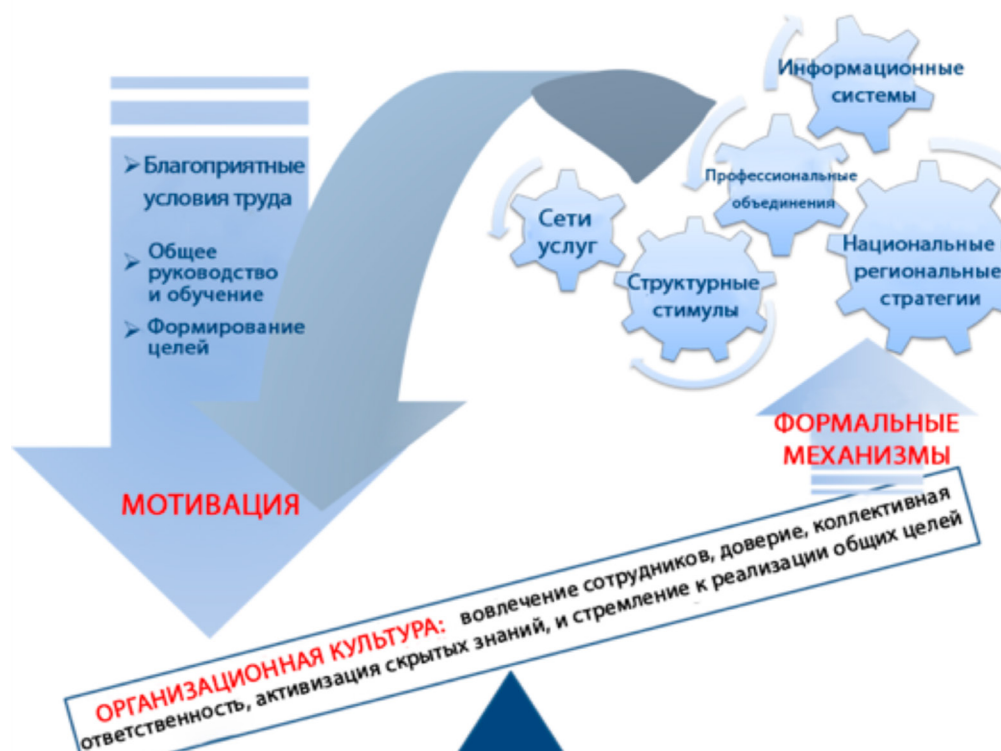 Благоприятные
условия труда
Общее
руководство
и обучение
Формирование
целей
МОТИВАЦИЯ
Информационные
системы
Профессиональные
объединения
Сети
услуг
Структурные
стимулы
Национальные
региональные
стратегии
ФОРМАЛЬНЫЕ
МЕХАНИЗМЫ
ОРГАНИЗАЦИОННАЯ КУЛЬТУРА: вовлечение сотрудников, доверие, коллективная
ответственность, активизация скрытых знаний, и стремление к реализации общих целей